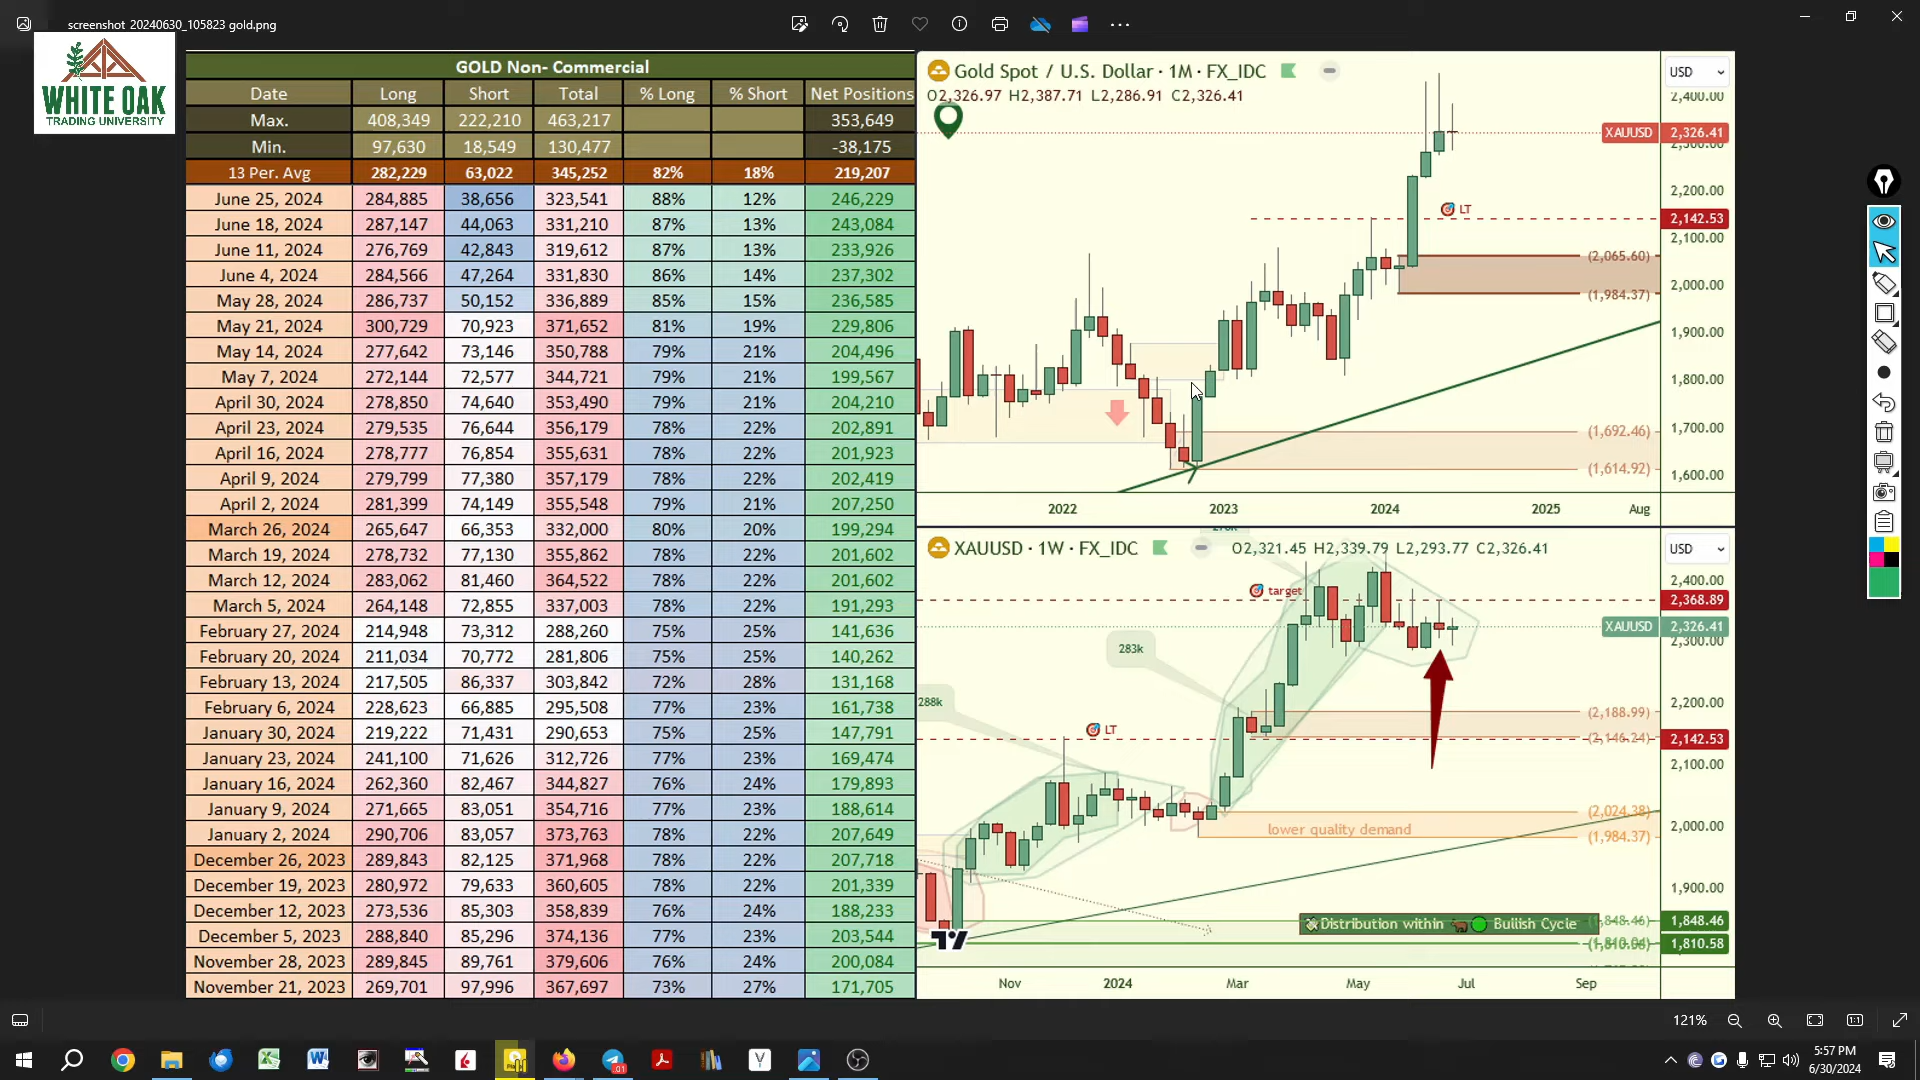 screenshot 20240630_105823 gold.png
WHITE OAK
TRADING UNIVERSITY
GOLD Non- Commercial
Date Long Short Total % Long % Short Net Positions
Max. 408,349 222,210 463,217 353,649
Min. 97,630 18,549 130,477 -38,175
13 Per. Avg 282,229 63,022 345,252 82% 18% 219,207
June 25, 2024 284,885 38,656 323,541 88% 12% 246,229
June 18, 2024 287,147 44,063 331,210 87% 13% 243,084
June 11, 2024 276,769 42,843 319,612 87% 13% 233,926
June 4, 2024 284,566 47,264 331,830 86% 14% 237,302
May 28, 2024 286,737 50,152 336,889 85% 15% 236,585
May 21, 2024 300,729 70,923 371,652 81% 19% 229,806
May 14, 2024 277,642 73,146 350,788 79% 21% 204,496
May 7, 2024 272,144 72,577 344,721 79% 21% 199,567
April 30, 2024 278,850 74,640 353,490 79% 21% 204,210
April 23, 2024 279,535 76,644 356,179 78% 22% 202,891
April 16, 2024 278,777 76,854 355,631 78% 22% 201,923
April 9, 2024 279,799 77,380 357,179 78% 22% 202,419
April 2, 2024 281,399 74,149 355,548 79% 21% 207,250
March 26, 2024 265,647 66,353 332,000 80% 20% 199,294
March 19, 2024 278,732 77,130 355,862 78% 22% 201,602
March 12, 2024 283,062 81,460 364,522 78% 22% 201,602
March 5, 2024 264,148 72,855 337,003 78% 22% 191,293
February 27, 2024 214,948 73,312 288,260 75% 25% 141,636
February 20, 2024 211,034 70,772 281,806 75% 25% 140,262
February 13, 2024 217,505 86,337 303,842 72% 28% 131,168
February 6, 2024 228,623 66,885 295,508 77% 23% 161,738
January 30, 2024 219,222 71,431 290,653 75% 25% 147,791
January 23, 2024 241,100 71,626 312,726 77% 23% 169,474
January 16, 2024 262,360 82,467 344,827 76% 24% 179,893
January 9, 2024 271,665 83,051 354,716 77% 23% 188,614
January 2, 2024 290,706 83,057 373,763 78% 22% 207,649
December 26, 2023 289,843 82,125 371,968 78% 22% 207,718
December 19, 2023 280,972 79,633 360,605 78% 22% 201,339
December 12, 2023 273,536 85,303 358,839 76% 24% 188,233
December 5, 2023 288,840 85,296 374,136 77% 23% 203,544
November 28, 2023 289,845 89,761 379,606 76% 24% 200,084
November 21, 2023 269,701 97,996 367,697 73% 27% 171,705
Gold Spot / U.S. Dollar · 1M · FX_IDC
USD
O2,326.97 H2,387.71 L2,286.91 C2,326.41
2,400.00
XAUUSD 2,326.41
2,300.00
2,200.00
LT
2,142.53
2,100.00
(2,065.60)
2,000.00
(1,984.37)
1,900.00
1,800.00
(1,692.46)
1,700.00
(1,614.92)
1,600.00
2022 2023 2024 2025 Aug
XAUUSD · 1W · FX_IDC O2,321.45 H2,339.79 L2,293.77 C2,326.41
USD
2,400.00
target
2,368.89
XAUUSD 2,326.41
2,300.00
283k
288k
2,200.00
(2,188.99)
LT
(2,146.24)
2,142.53
2,100.00
(2,024.38)
2,000.00
lower quality demand
(1,984.37)
1,900.00
Distribution within Bullish Cycle
(1,848.46)
1,848.46
1,810.58
Nov 2024 Mar May Jul Sep
121%
1:1
5:57 PM
6/30/2024